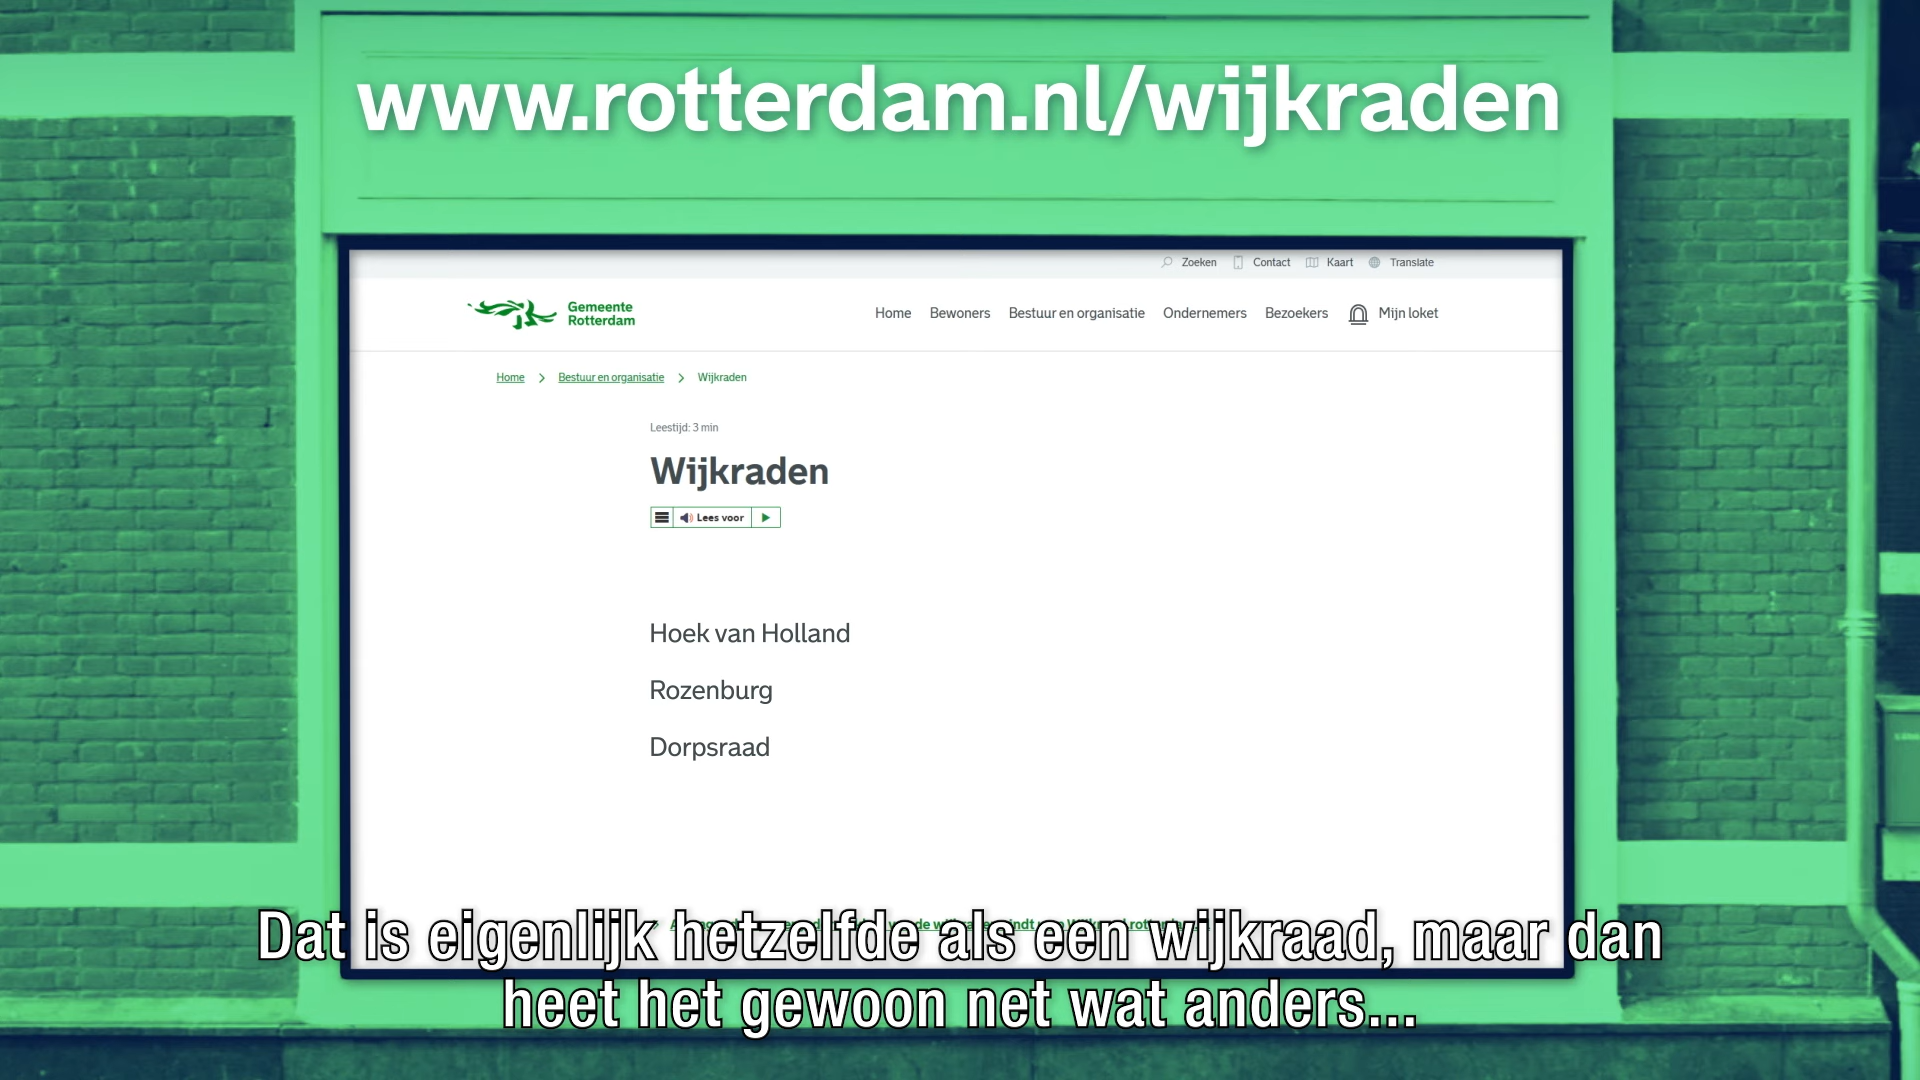 www.rotterdam.nl/wijkraden
Zoeken Contact Kaart Translate
Gemeente
Rotterdam
Home Bewoners Bestuur en organisatie Ondernemers Bezoekers Mijn loket
Home > Bestuur en organisatie > Wijkraden
Leestijd: 3 min
Wijkraden
Lees voor
Hoek van Holland
Rozenburg
Dorpsraad
Dat is eigenlijk hetzelfde als een wijkraad, maar dan
heet het gewoon net wat anders...